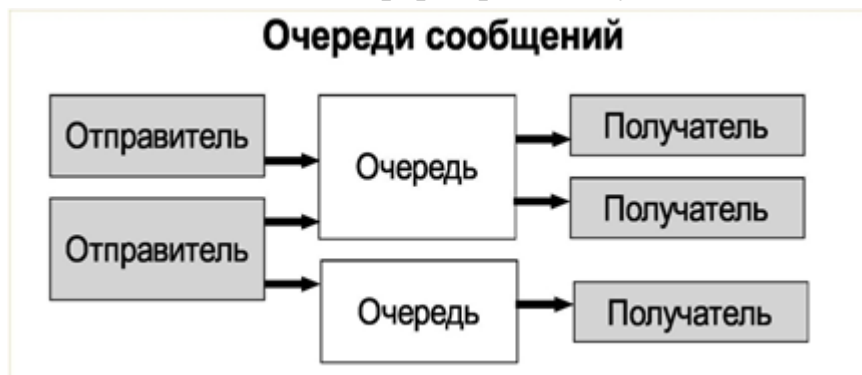 Очереди сообщений
Отправитель
Очередь
Получатель
Отправитель
Получатель
Очередь
Получатель